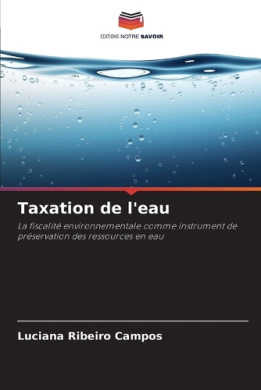 EDITIONS NOTRE SAVOIR
Taxation de l'eau
La fiscalité environnementale comme instrument de
préservation des ressources en eau
Luciana Ribeiro Campos